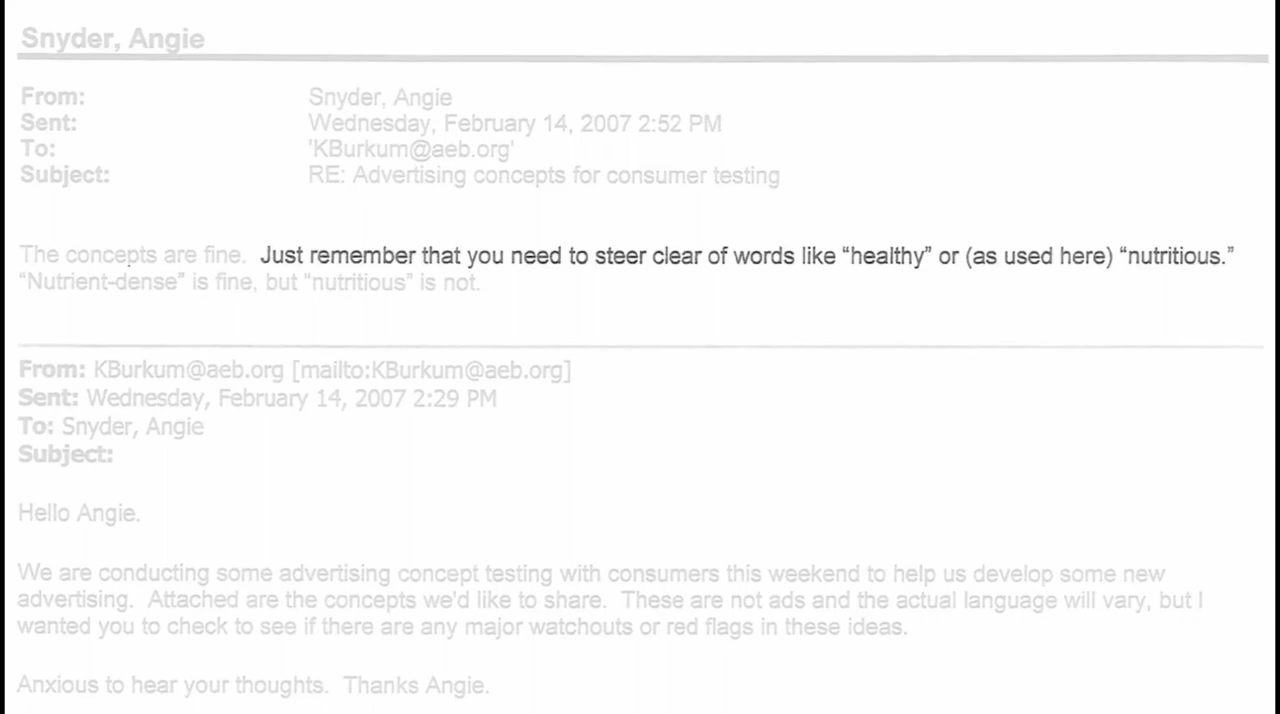 Snyder, Angie
From: Snyder, Angie
Sent: Wednesday, February 14, 2007 2:52 PM
To: 'KBurkum@aeb.org'
Subject: RE: Advertising concepts for consumer testing
The concepts are fine. Just remember that you need to steer clear of words like “healthy” or (as used here) “nutritious.”
“Nutrient-dense” is fine, but “nutritious” is not.
From: KBurkum@aeb.org [mailto:KBurkum@aeb.org]
Sent: Wednesday, February 14, 2007 2:29 PM
To: Snyder, Angie
Subject:
Hello Angie.
We are conducting some advertising concept testing with consumers this weekend to help us develop some new
advertising. Attached are the concepts we'd like to share. These are not ads and the actual language will vary, but I
wanted you to check to see if there are any major watchouts or red flags in these ideas.
Anxious to hear your thoughts. Thanks Angie.